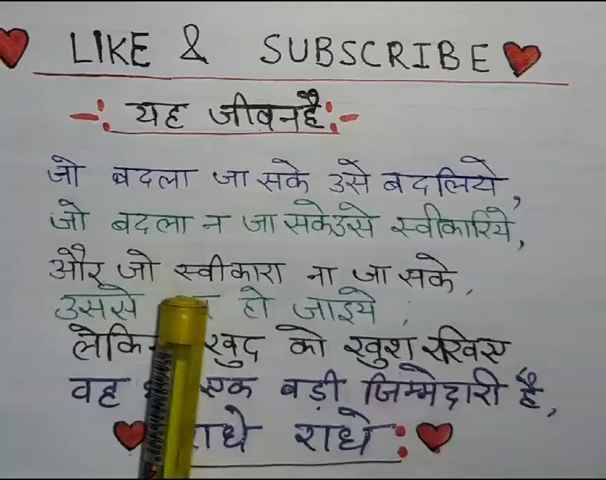 LIKE & SUBSCRIBE
-: यह जीवन है :-
जो बदला जा सके उसे बदलिये,
जो बदला न जा सके उसे स्वीकारिये,
और जो स्वीकारा ना जा सके,
उससे हो जाइये ;
खुद को खुश रखिए
वह एक बड़ी जिम्मेदारी है,
राधे :